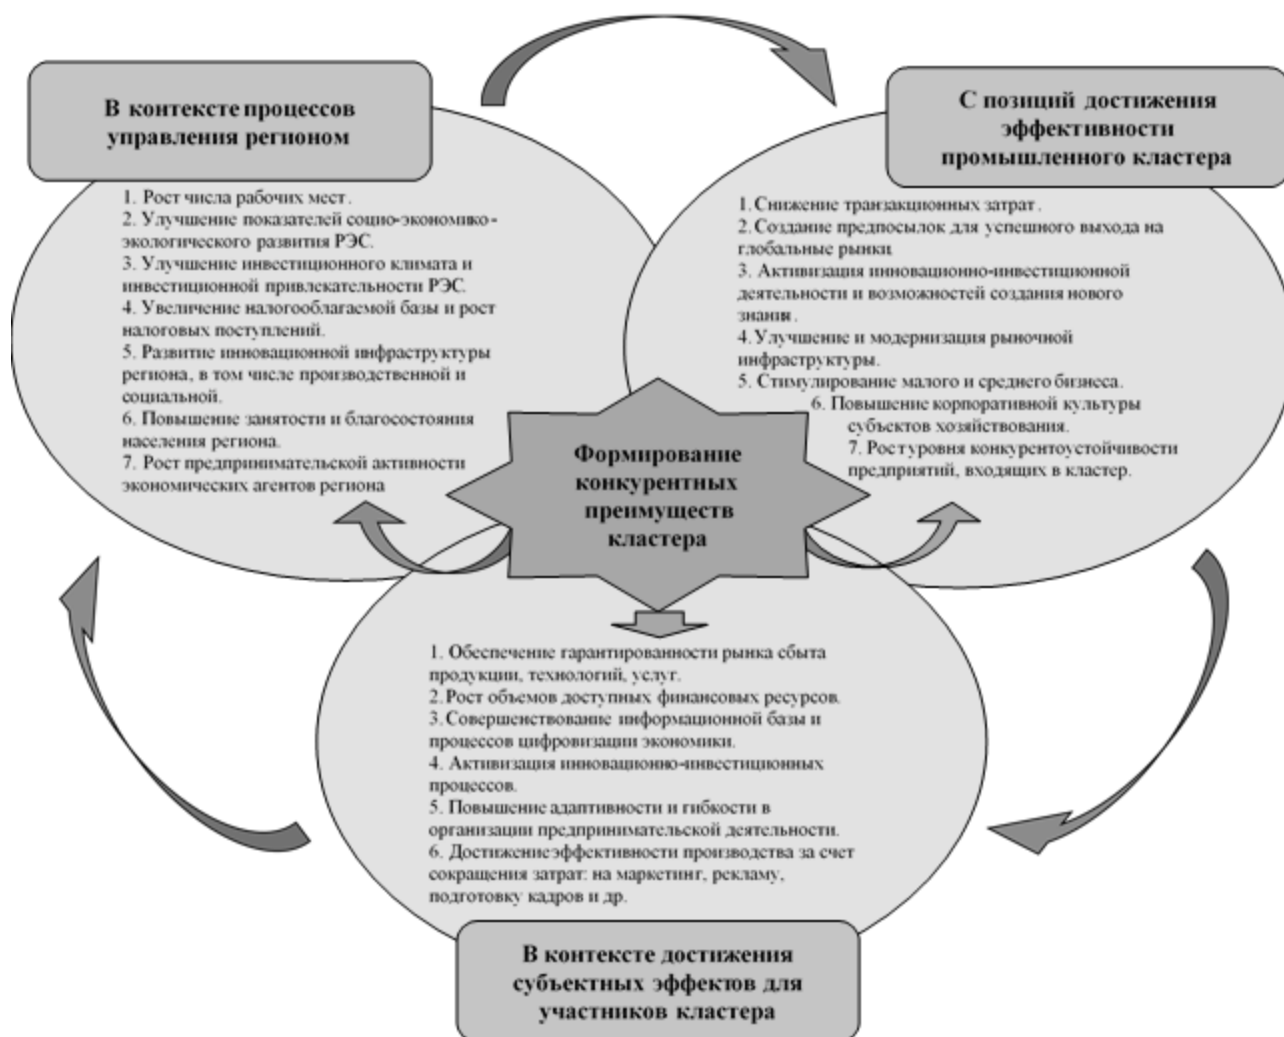 В контексте процессов
управления регионом
1. Рост числа рабочих мест.
2. Улучшение показателей социо-экономико-
экологического развития РЭС.
3. Улучшение инвестиционного климата и
инвестиционной привлекательности РЭС.
4. Увеличение налогооблагаемой базы и рост
налоговых поступлений.
5. Развитие инновационной инфраструктуры
региона, в том числе производственной и
социальной.
6. Повышение занятости и благосостояния
населения региона.
7. Рост предпринимательской активности
экономических агентов региона
С позиций достижения
эффективности
промышленного кластера
1. Снижение транзакционных затрат.
2. Создание предпосылок для успешного выхода на
глобальные рынки
3. Активизация инновационно-инвестиционной
деятельности и возможностей создания нового
знания.
4. Улучшение и модернизация рыночной
инфраструктуры.
5. Стимулирование малого и среднего бизнеса.
6. Повышение корпоративной культуры
субъектов хозяйствования.
7. Рост уровня конкурентоустойчивости
предприятий, входящих в кластер.
Формирование
конкурентных
преимуществ
кластера
1. Обеспечение гарантированности рынка сбыта
продукции, технологий, услуг.
2. Рост объемов доступных финансовых ресурсов.
3. Совершенствование информационной базы и
процессов цифровизации экономики.
4. Активизация инновационно-инвестиционных
процессов.
5. Повышение адаптивности и гибкости в
организации предпринимательской деятельности.
6. Достижение эффективности производства за счет
сокращения затрат: на маркетинг, рекламу,
подготовку кадров и др.
В контексте достижения
субъектных эффектов для
участников кластера